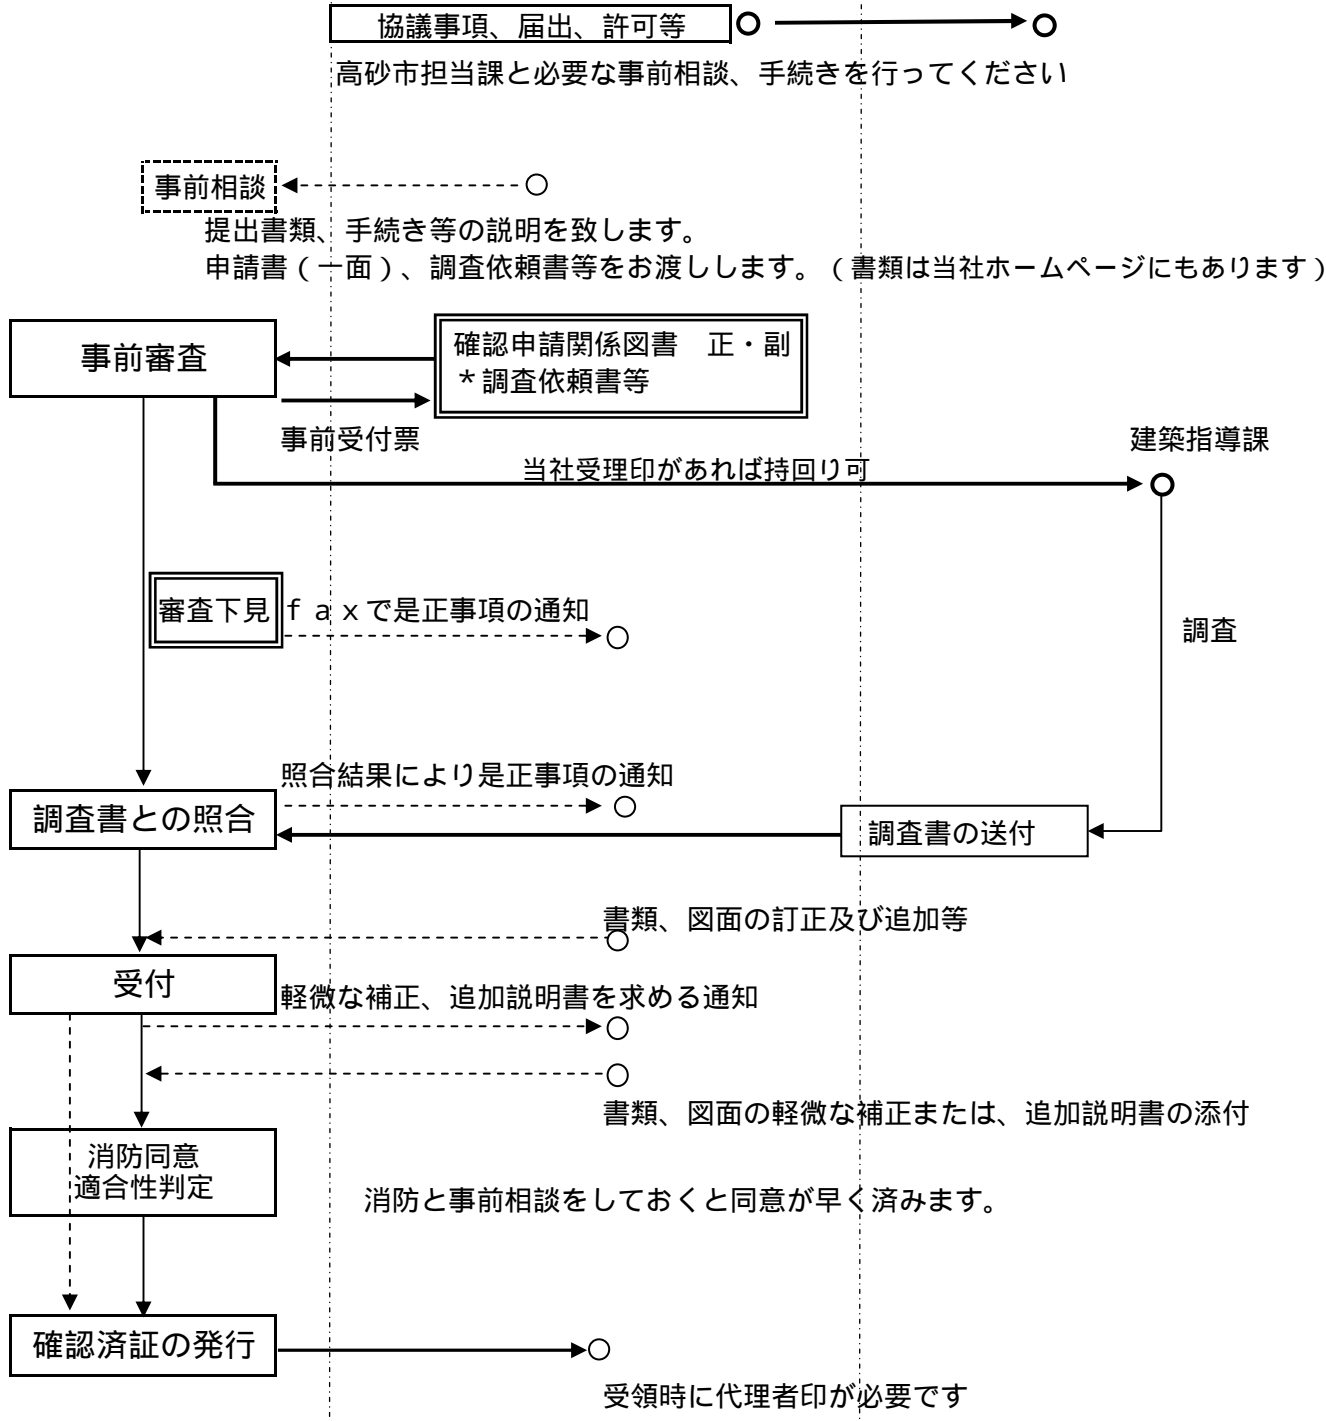 協議事項、届出、許可等
高砂市担当課と必要な事前相談、手続きを行ってください
事前相談
提出書類、手続き等の説明を致します。
申請書(一面)、調査依頼書等をお渡しします。(書類は当社ホームページにもあります)
事前審査
確認申請関係図書　正・副
*調査依頼書等
事前受付票
建築指導課
当社受理印があれば持回り可
審査下見
faxで是正事項の通知
調査
照合結果により是正事項の通知
調査書との照合
調査書の送付
書類、図面の訂正及び追加等
受付
軽微な補正、追加説明書を求める通知
書類、図面の軽微な補正または、追加説明書の添付
消防同意
適合性判定
消防と事前相談をしておくと同意が早く済みます。
確認済証の発行
受領時に代理者印が必要です